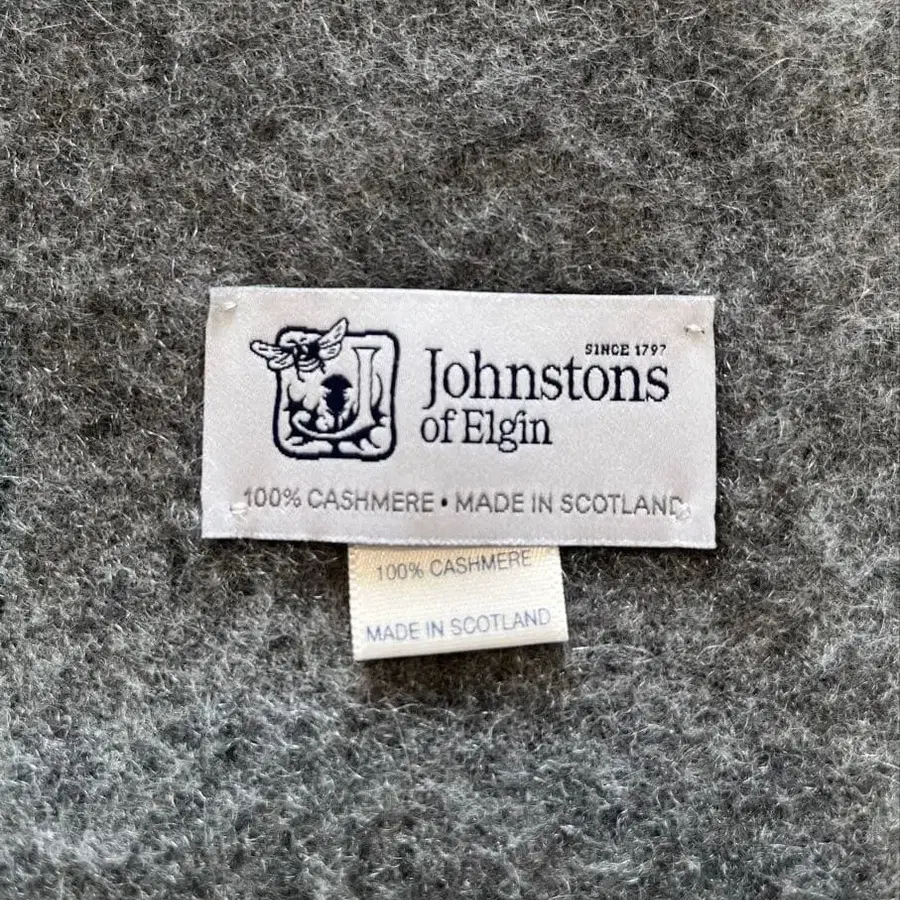 SINCE 1797
Johnstons
of Elgin
100% CASHMERE • MADE IN SCOTLAND
100% CASHMERE
MADE IN SCOTLAND